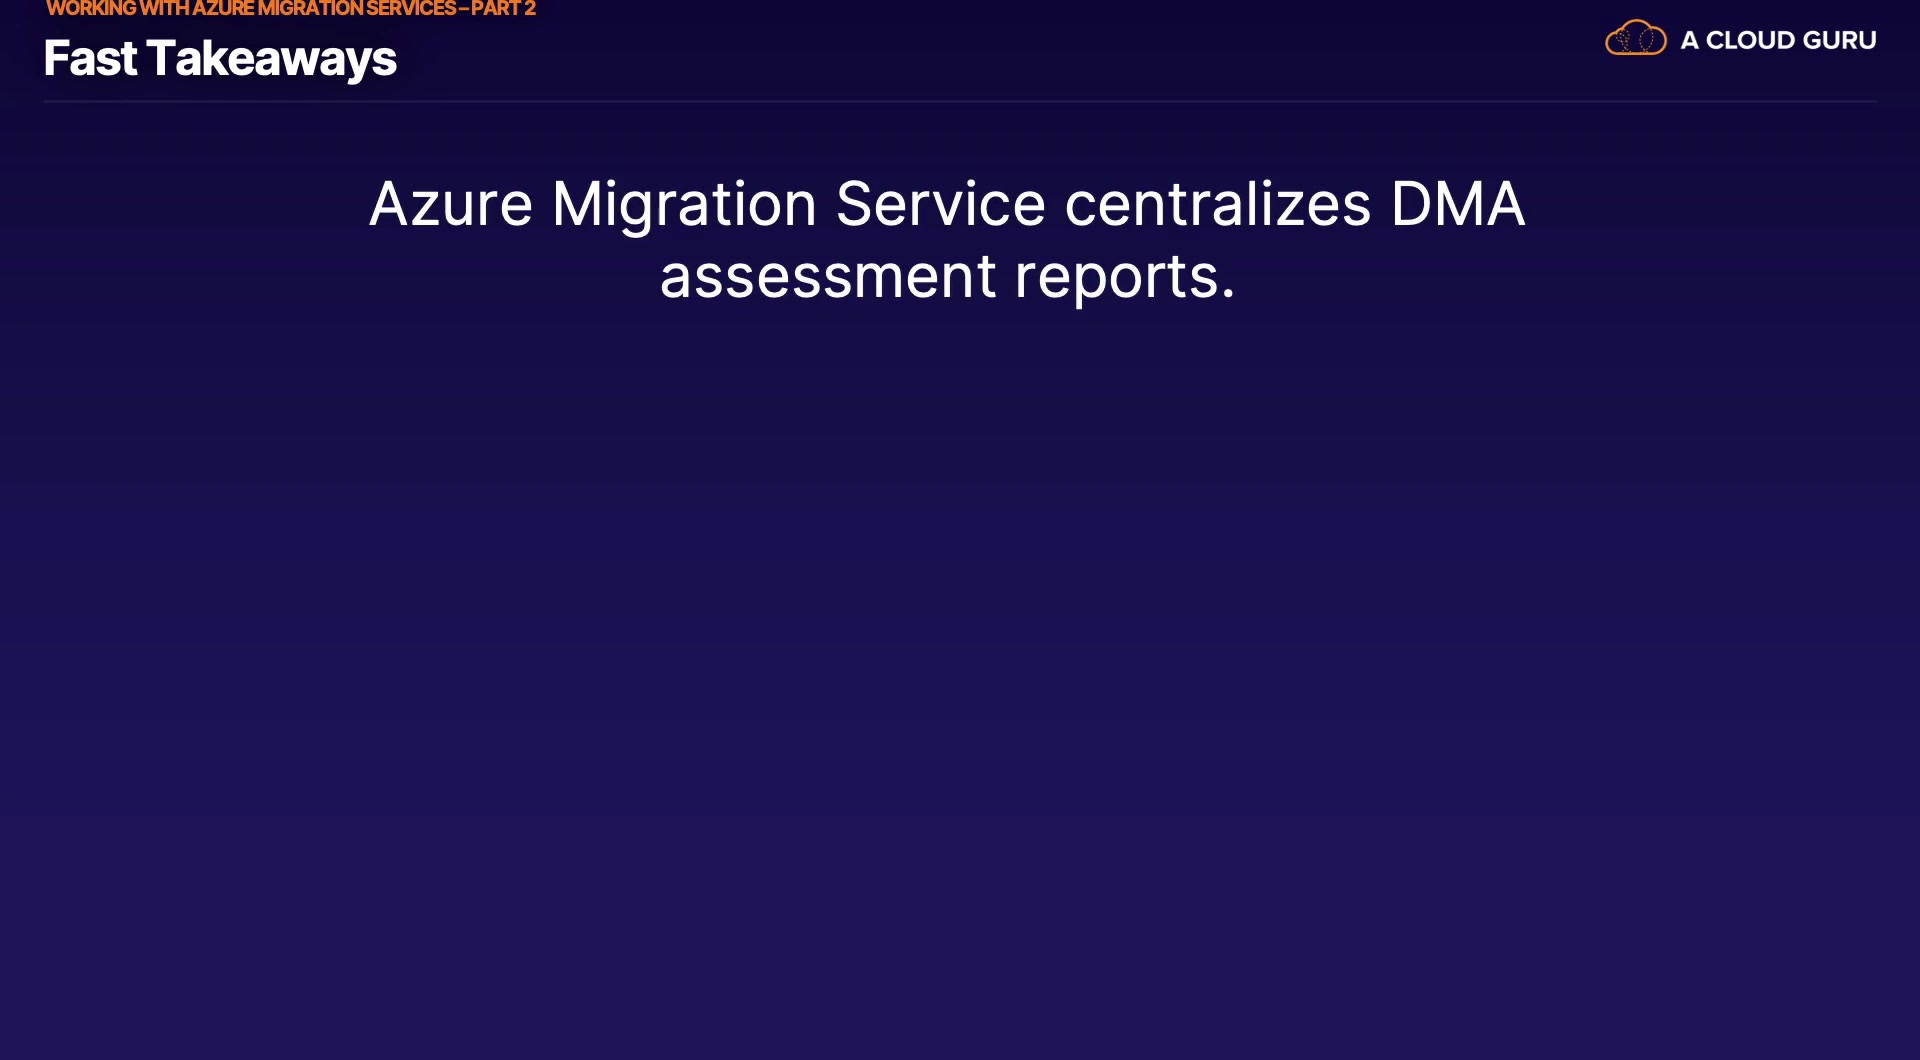 WORKING WITH AZURE MIGRATION SERVICES – PART 2
Fast Takeaways
A CLOUD GURU
Azure Migration Service centralizes DMA
assessment reports.